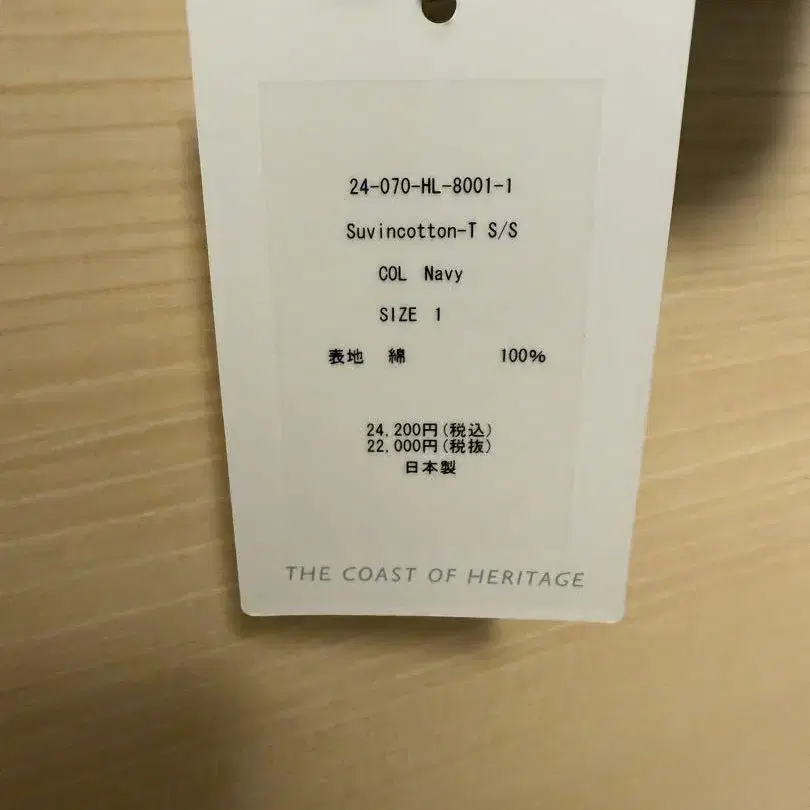 24-070-HL-8001-1
Suvincotton-T S/S
COL Navy
SIZE 1
表地 綿 100%
24,200円(税込)
22,000円(税抜)
日本製
THE COAST OF HERITAGE